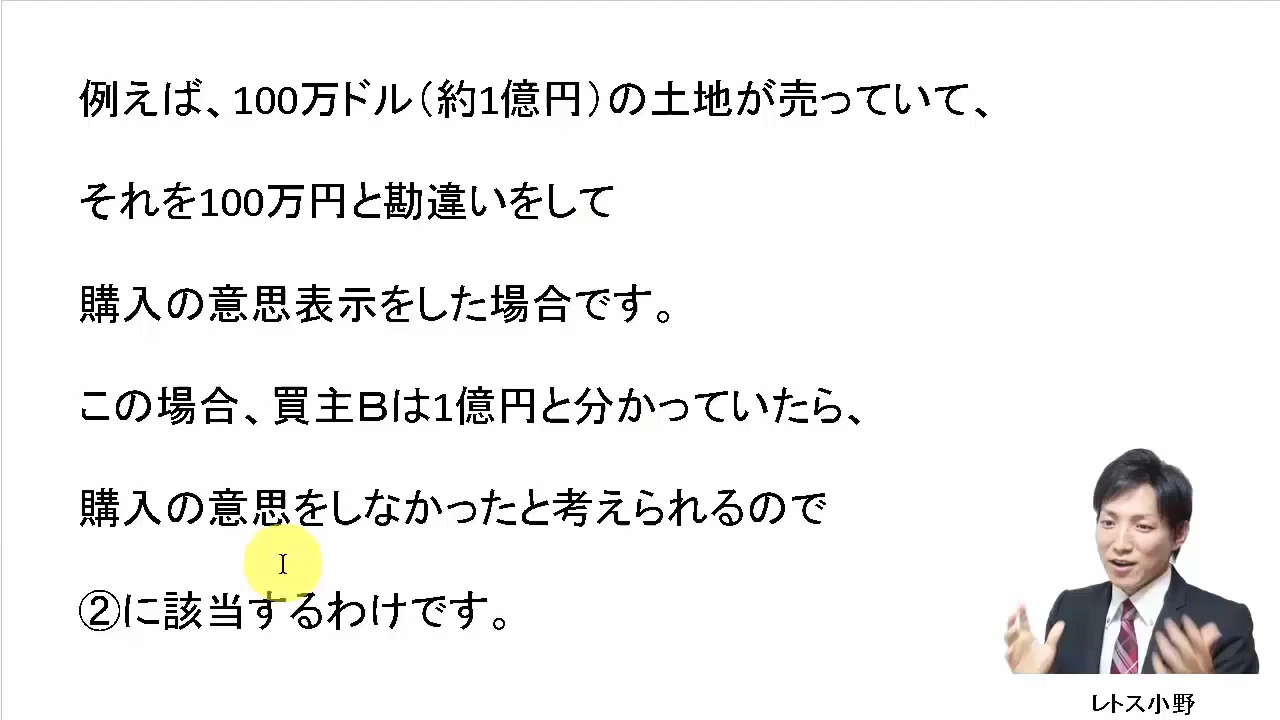 例えば、100万ドル（約1億円）の土地が売っていて、
それを100万円と勘違いをして
購入の意思表示をした場合です。
この場合、買主Bは1億円と分かっていたら、
購入の意思をしなかったと考えられるので
②に該当するわけです。
レトス小野